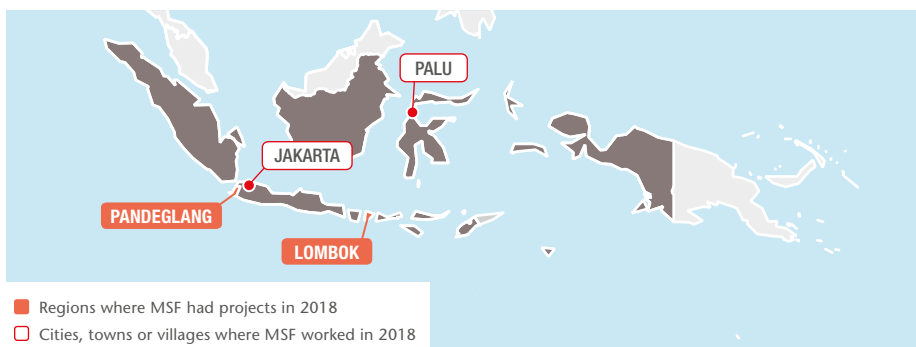 PALU
JAKARTA
PANDEGLANG
LOMBOK
Regions where MSF had projects in 2018
Cities, towns or villages where MSF worked in 2018